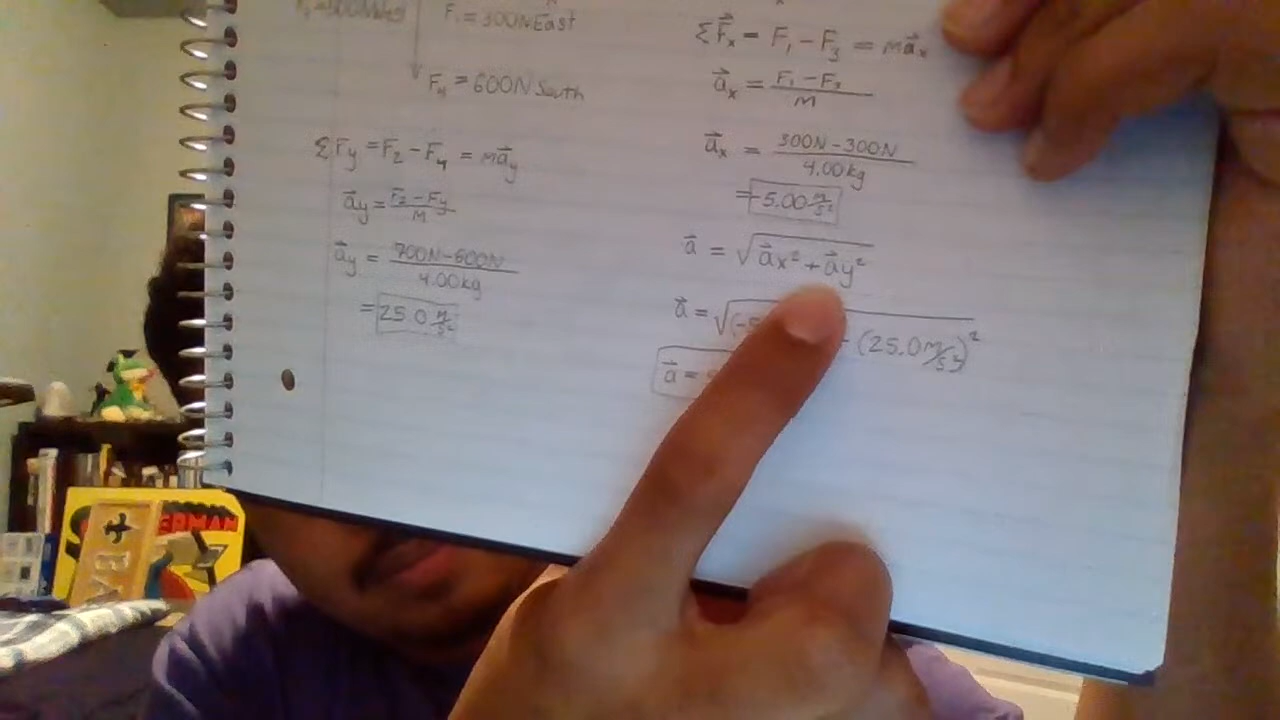 F₁ = 300N East
F₄ = 600N South
ΣFy = F₂ - F₄ = ma⃗y
a⃗y = F₂ - F₄ / m
a⃗y = 700N - 600N / 4.00kg
= 25.0 m/s²
ΣF⃗x = F₁ - F₃ = ma⃗x
a⃗x = F₁ - F₃ / m
a⃗x = 300N - 300N / 4.00kg
= -5.00 m/s²
a⃗ = √a⃗x² + a⃗y²
a⃗ = √(-5 (25.0 m/s²)²
a⃗ =
ERMAN